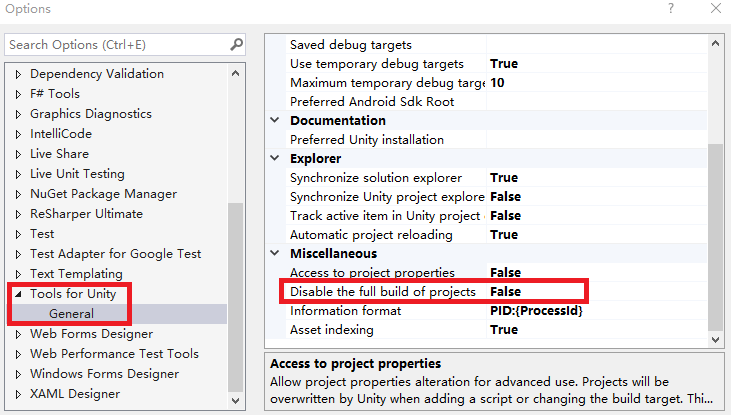 Options
?
Search Options (Ctrl+E)
Dependency Validation
F# Tools
Graphics Diagnostics
IntelliCode
Live Share
Live Unit Testing
NuGet Package Manager
ReSharper Ultimate
Test
Test Adapter for Google Test
Text Templating
Tools for Unity
General
Web Forms Designer
Web Performance Test Tools
Windows Forms Designer
XAML Designer
Saved debug targets
Use temporary debug targets True
Maximum temporary debug targe 10
Preferred Android Sdk Root
Documentation
Preferred Unity installation
Explorer
Synchronize solution explorer True
Synchronize Unity project explore False
Track active item in Unity project False
Automatic project reloading True
Miscellaneous
Access to project properties False
Disable the full build of projects False
Information format PID:{ProcessId}
Asset indexing True
Access to project properties
Allow project properties alteration for advanced use. Projects will be
overwritten by Unity when adding a script or changing the build target. Thi...